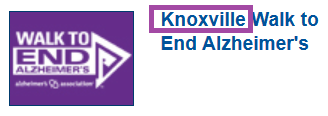 WALK TO
END
ALZHEIMER'S
alzheimer's association
Knoxville Walk to
End Alzheimer's